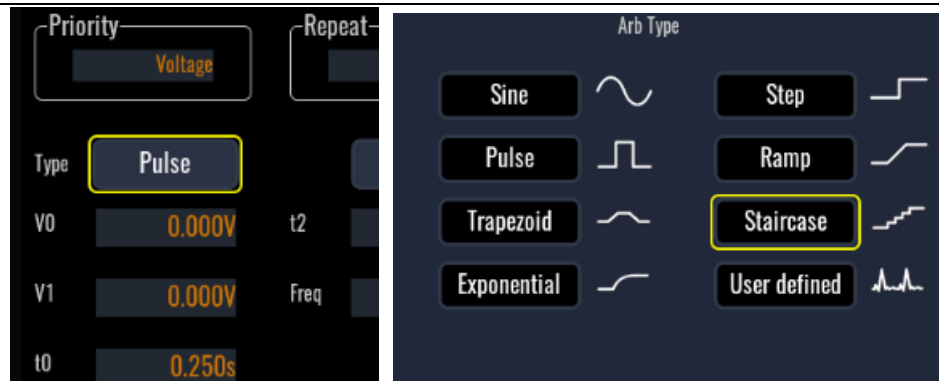 Priority
Repeat
Voltage
Type Pulse
V0 0.000V t2
V1 0.000V Freq
t0 0.250s
Arb Type
Sine Step
Pulse Ramp
Trapezoid Staircase
Exponential User defined